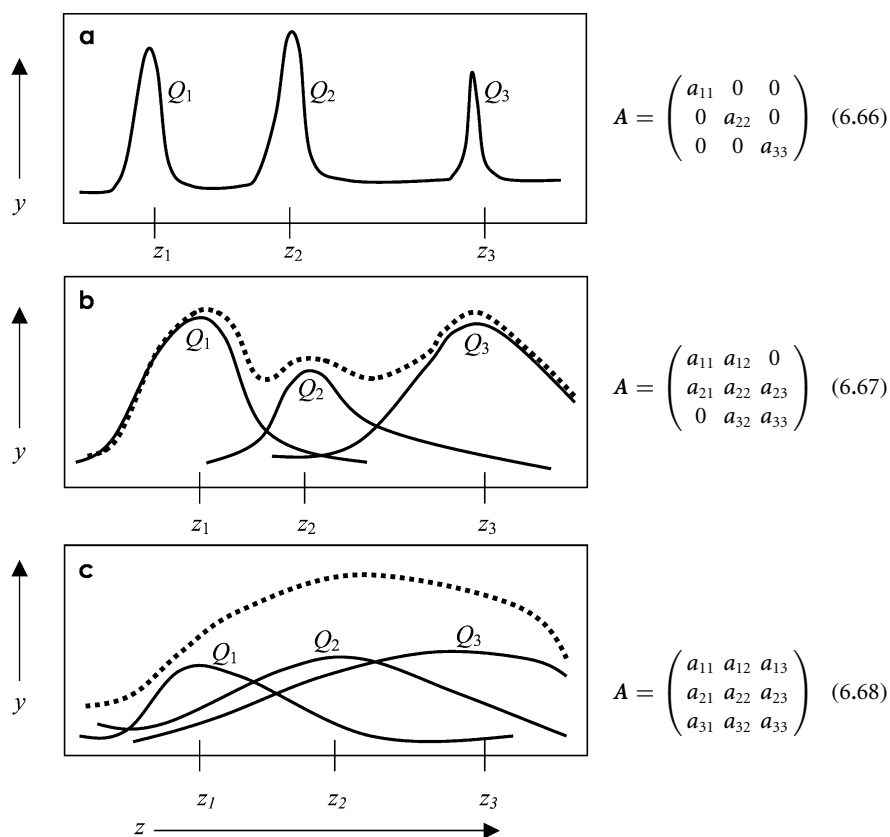 a
Q₁ Q₂ Q₃
y
z₁ z₂ z₃
A = ( a₁₁ 0 0 (6.66)
0 a₂₂ 0
0 0 a₃₃ )
b
Q₁ Q₂ Q₃
y
z₁ z₂ z₃
A = ( a₁₁ a₁₂ 0 (6.67)
a₂₁ a₂₂ a₂₃
0 a₃₂ a₃₃ )
c
Q₁ Q₂ Q₃
y
z₁ z₂ z₃
z
A = ( a₁₁ a₁₂ a₁₃ (6.68)
a₂₁ a₂₂ a₂₃
a₃₁ a₃₂ a₃₃ )